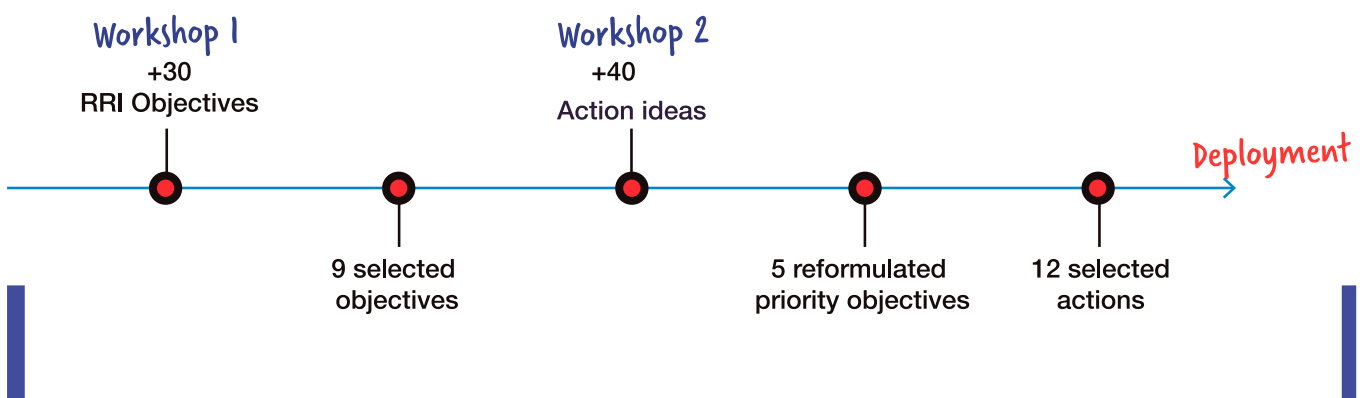 Workshop 1
+30
RRI Objectives
9 selected
objectives
Workshop 2
+40
Action ideas
5 reformulated
priority objectives
12 selected
actions
Deployment